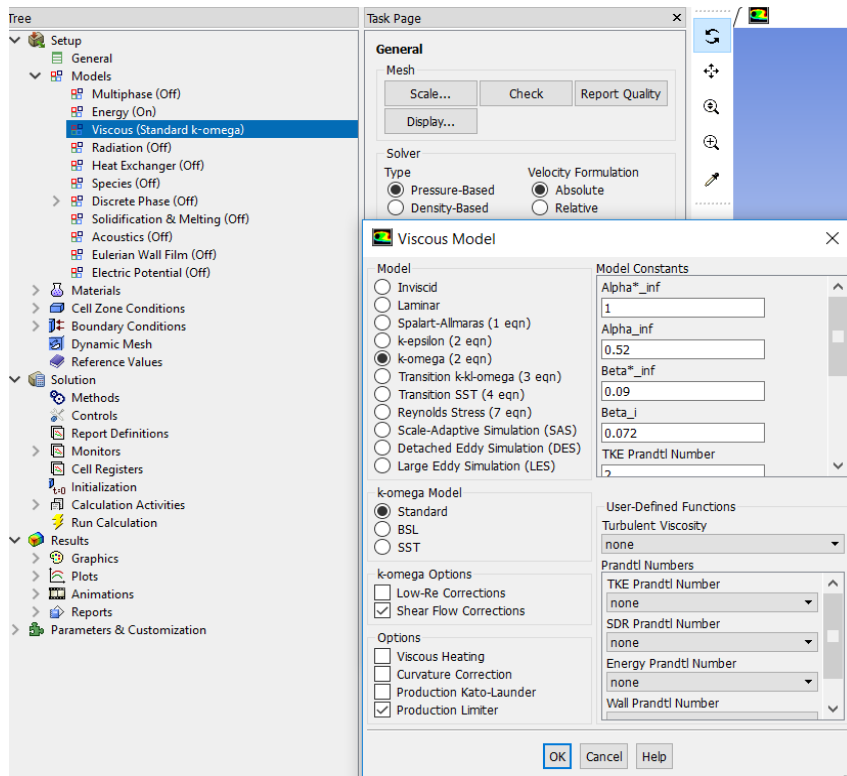 Tree
Setup
General
Models
Multiphase (Off)
Energy (On)
Viscous (Standard k-omega)
Radiation (Off)
Heat Exchanger (Off)
Species (Off)
Discrete Phase (Off)
Solidification & Melting (Off)
Acoustics (Off)
Eulerian Wall Film (Off)
Electric Potential (Off)
Materials
Cell Zone Conditions
Boundary Conditions
Dynamic Mesh
Reference Values
Solution
Methods
Controls
Report Definitions
Monitors
Cell Registers
t=0 Initialization
Calculation Activities
Run Calculation
Results
Graphics
Plots
Animations
Reports
Parameters & Customization
Task Page
General
Mesh
Scale... Check Report Quality
Display...
Solver
Type Velocity Formulation
Pressure-Based Absolute
Density-Based Relative
Viscous Model
Model
Inviscid
Laminar
Spalart-Allmaras (1 eqn)
k-epsilon (2 eqn)
k-omega (2 eqn)
Transition k-kl-omega (3 eqn)
Transition SST (4 eqn)
Reynolds Stress (7 eqn)
Scale-Adaptive Simulation (SAS)
Detached Eddy Simulation (DES)
Large Eddy Simulation (LES)
k-omega Model
Standard
BSL
SST
k-omega Options
Low-Re Corrections
Shear Flow Corrections
Options
Viscous Heating
Curvature Correction
Production Kato-Launder
Production Limiter
Model Constants
Alpha*_inf
1
Alpha_inf
0.52
Beta*_inf
0.09
Beta_i
0.072
TKE Prandtl Number
2
User-Defined Functions
Turbulent Viscosity
none
Prandtl Numbers
TKE Prandtl Number
none
SDR Prandtl Number
none
Energy Prandtl Number
none
Wall Prandtl Number
OK Cancel Help